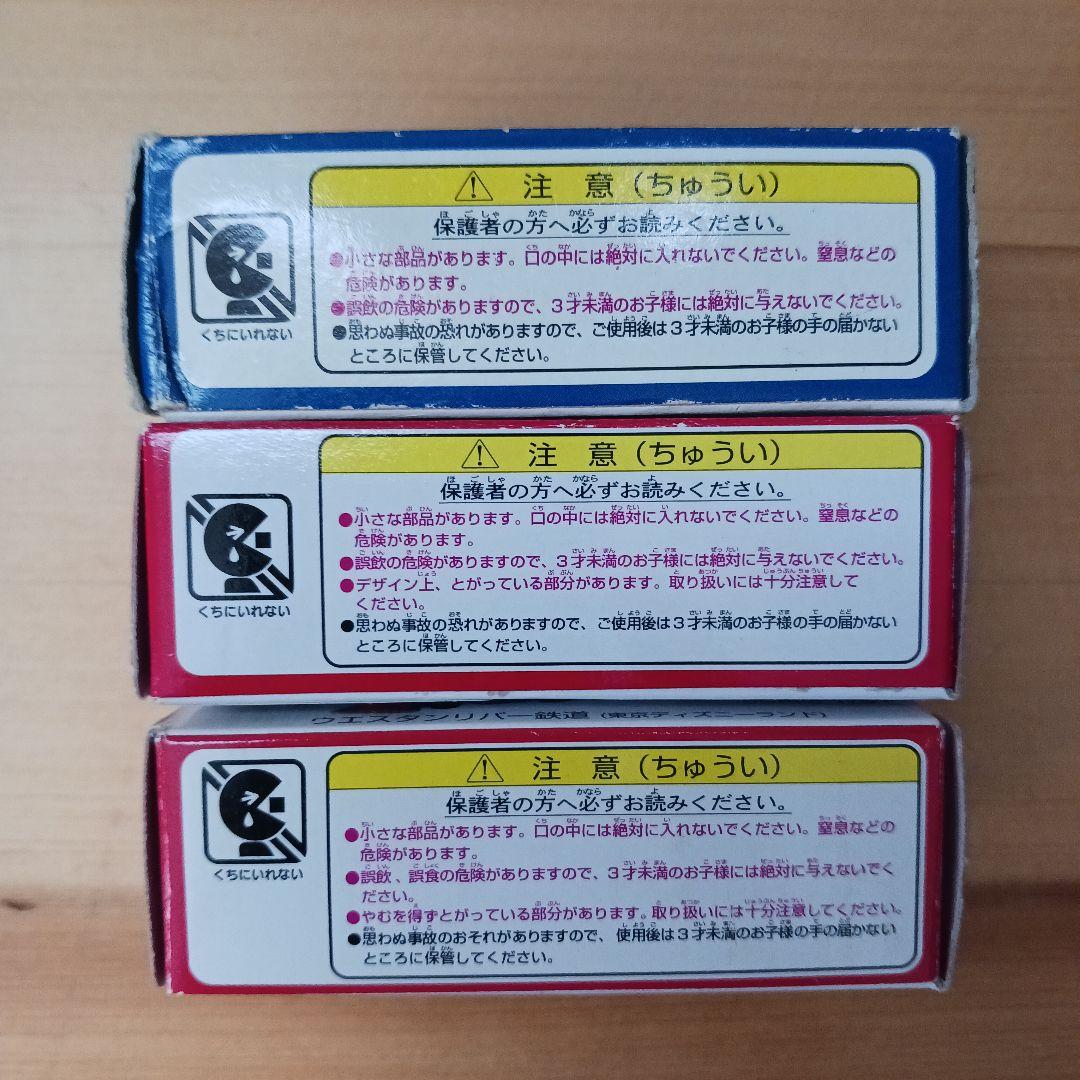 注 意（ちゅうい）
保護者の方へ必ずお読みください。
●小さな部品があります。口の中には絶対に入れないでください。窒息などの
危険があります。
●誤飲の危険がありますので、3才未満のお子様には絶対に与えないでください。
●思わぬ事故の恐れがありますので、ご使用後は3才未満のお子様の手の届かない
ところに保管してください。
くちにいれない
注 意（ちゅうい）
保護者の方へ必ずお読みください。
●小さな部品があります。口の中には絶対に入れないでください。窒息などの
危険があります。
●誤飲の危険がありますので、3才未満のお子様には絶対に与えないでください。
●デザイン上、とがっている部分があります。取り扱いには十分注意して
ください。
●思わぬ事故の恐れがありますので、ご使用後は3才未満のお子様の手の届かない
ところに保管してください。
くちにいれない
ウエスタンリバー鉄道（東京ディズニーランド）
注 意（ちゅうい）
保護者の方へ必ずお読みください。
●小さな部品があります。口の中には絶対に入れないでください。窒息などの
危険があります。
●誤飲、誤食の危険がありますので、3才未満のお子様には絶対に与えないでく
ださい。
●やむを得ずとがっている部分があります。取り扱いには十分注意してください。
●思わぬ事故のおそれがありますので、使用後は3才未満のお子様の手の届かない
ところに保管してください。
くちにいれない